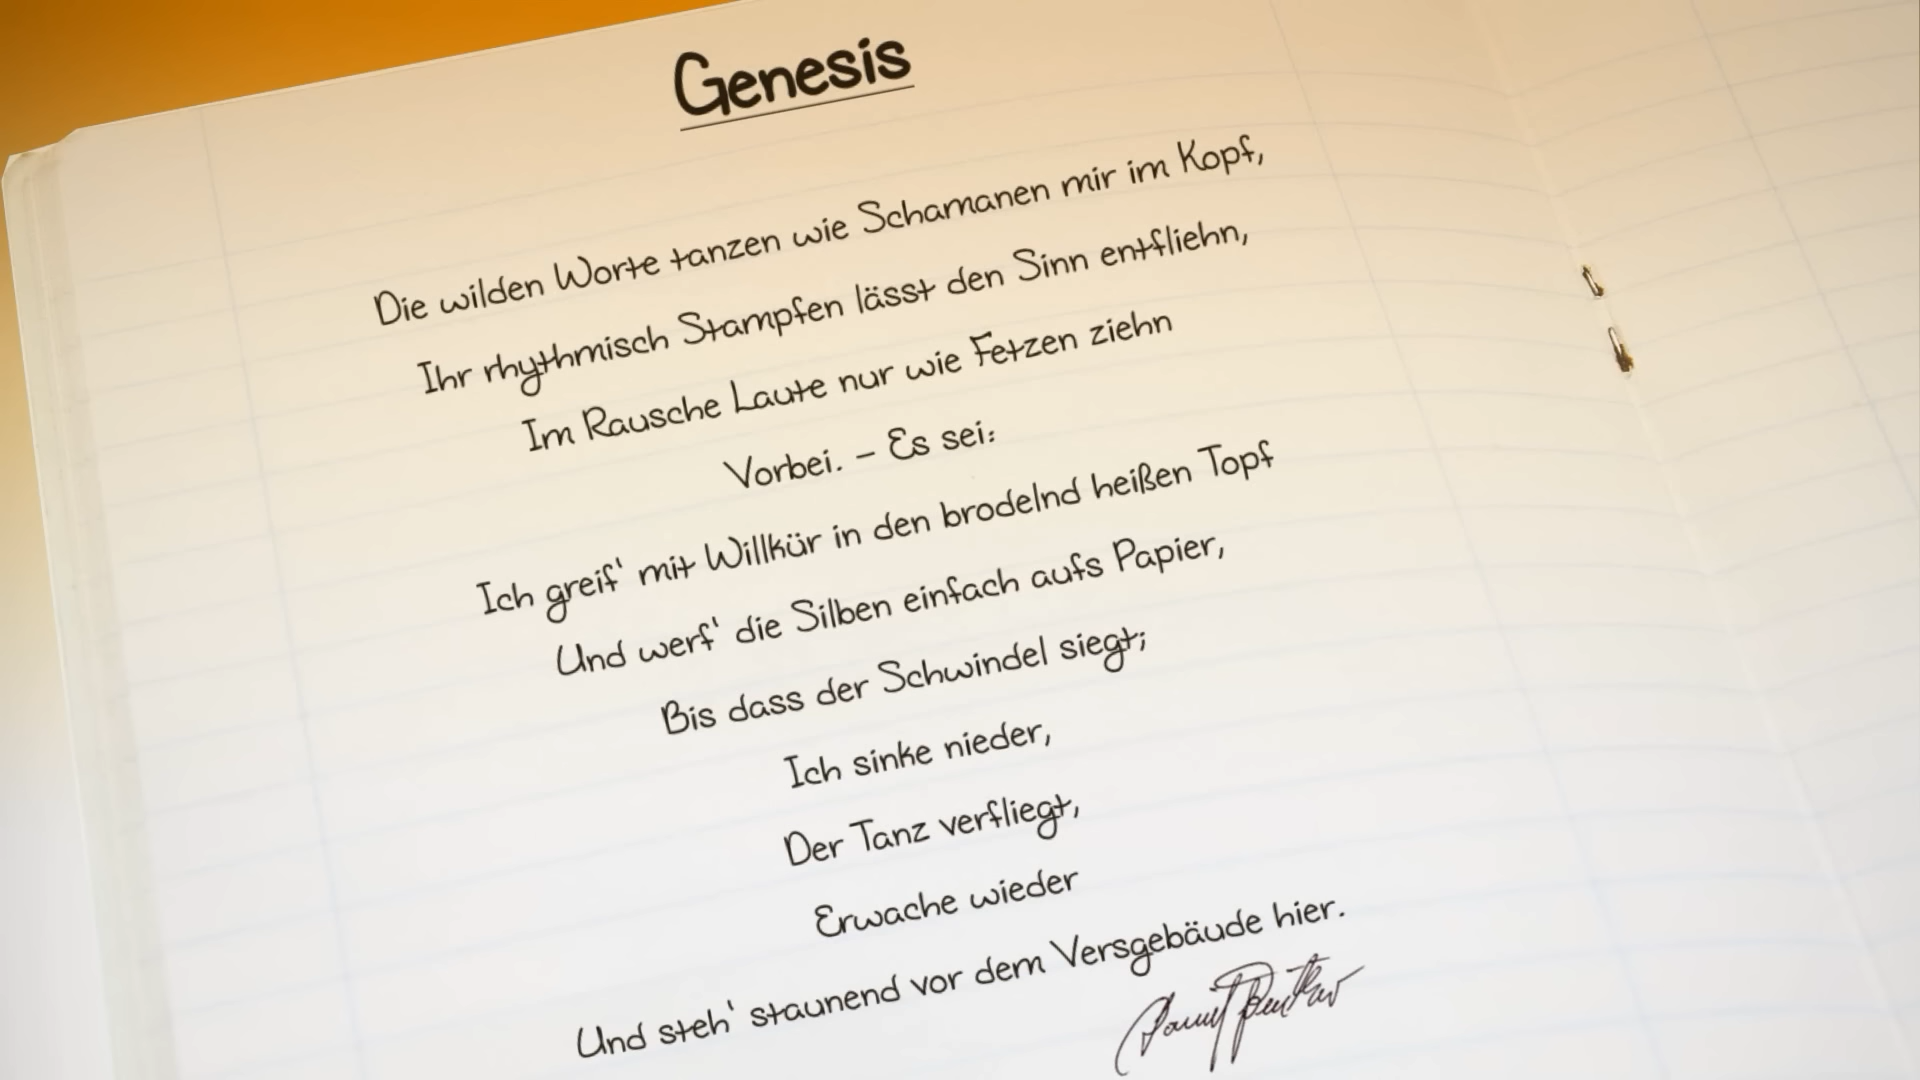 Genesis
Die wilden Worte tanzen wie Schamanen mir im Kopf,
Ihr rhythmisch Stampfen lässt den Sinn entfliehn,
Im Rausche Laute nur wie Fetzen ziehn
Vorbei. – Es sei:
Ich greif' mit Willkür in den brodelnd heißen Topf
Und werf' die Silben einfach aufs Papier,
Bis dass der Schwindel siegt;
Ich sinke nieder,
Der Tanz verfliegt,
Erwache wieder
Und steh' staunend vor dem Versgebäude hier.